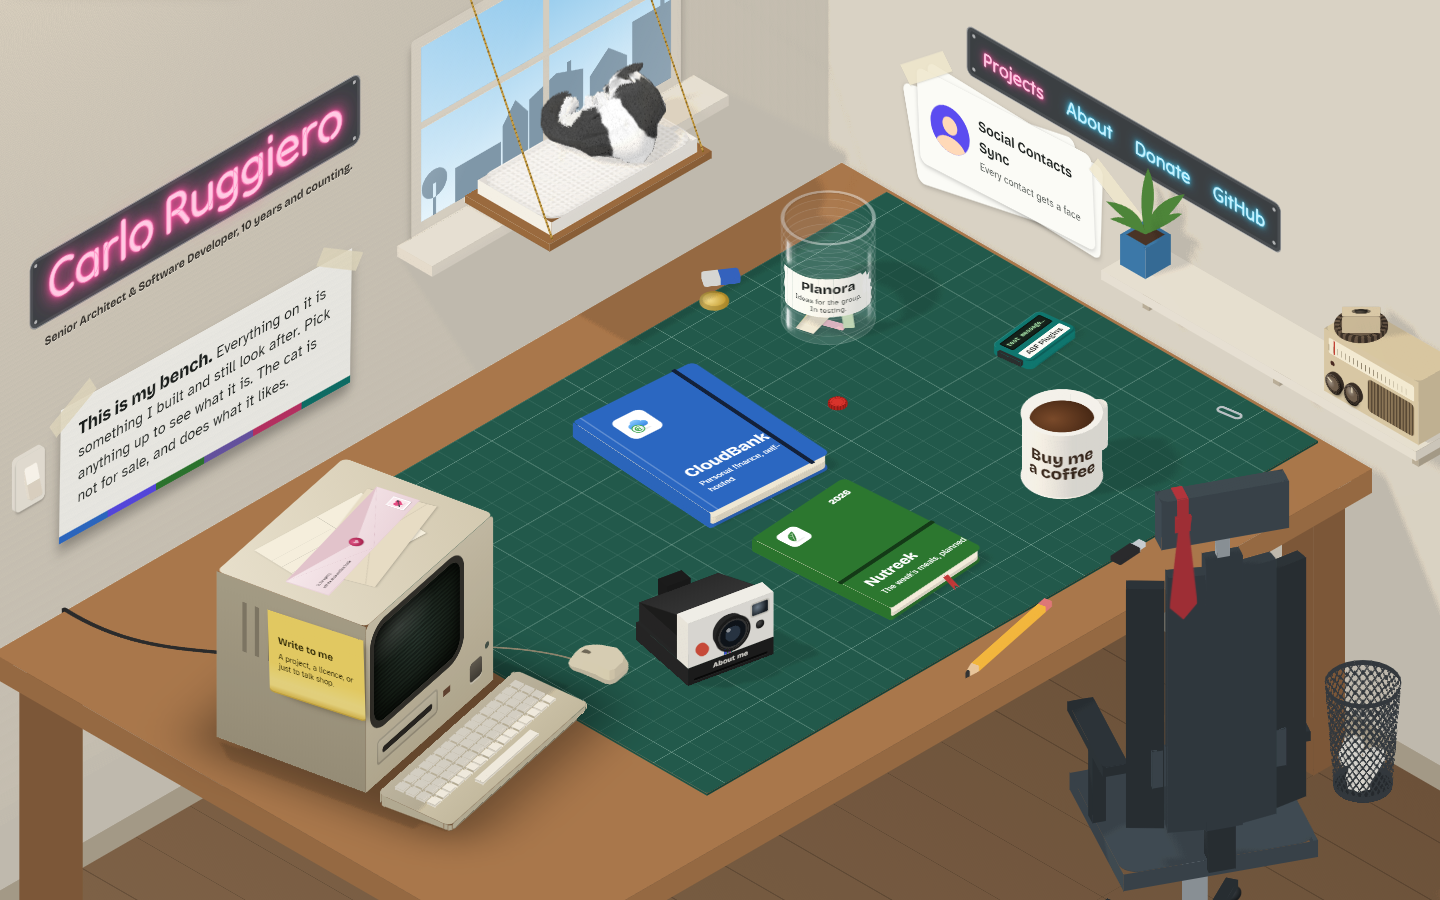 Carlo Ruggiero
Senior Architect & Software Developer, 10 years and counting.
This is my bench. Everything on it is
something I built and still look after. Pick
anything up to see what it is. The cat is
not for sale, and does what it likes.
Projects
About
Donate
GitHub
Social Contacts
Sync
Every contact gets a face
Planora
Ideas for the group.
In testing.
Test message_
ASF Plugins
CloudBank
Personal finance, self-
hosted
2026
Nutreek
The week's meals, planned
Buy me
a coffee
About me
Write to me
A project, a licence, or
just to talk shop.